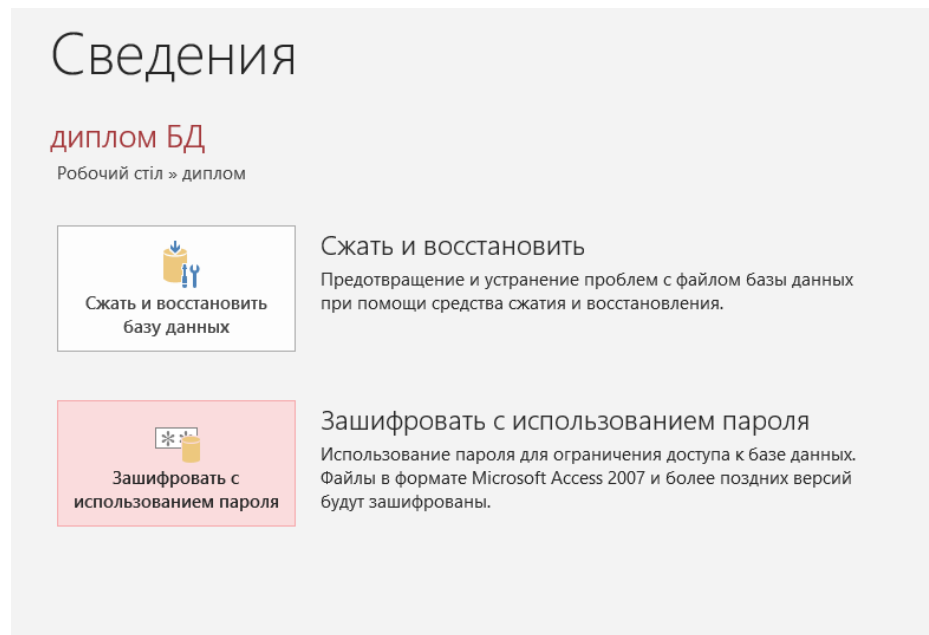 Сведения
диплом БД
Робочий стіл » диплом
Сжать и восстановить
базу данных
Сжать и восстановить
Предотвращение и устранение проблем с файлом базы данных
при помощи средства сжатия и восстановления.
Зашифровать с
использованием пароля
Зашифровать с использованием пароля
Использование пароля для ограничения доступа к базе данных.
Файлы в формате Microsoft Access 2007 и более поздних версий
будут зашифрованы.